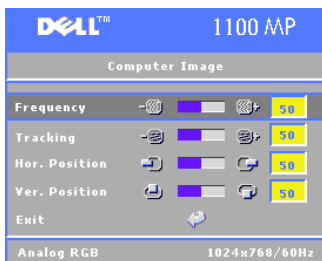 DELL™ 1100 MP
Computer Image
Frequency - + 50
Tracking - + 50
Hor. Position 50
Ver. Position 50
Exit
Analog RGB 1024x768/60Hz